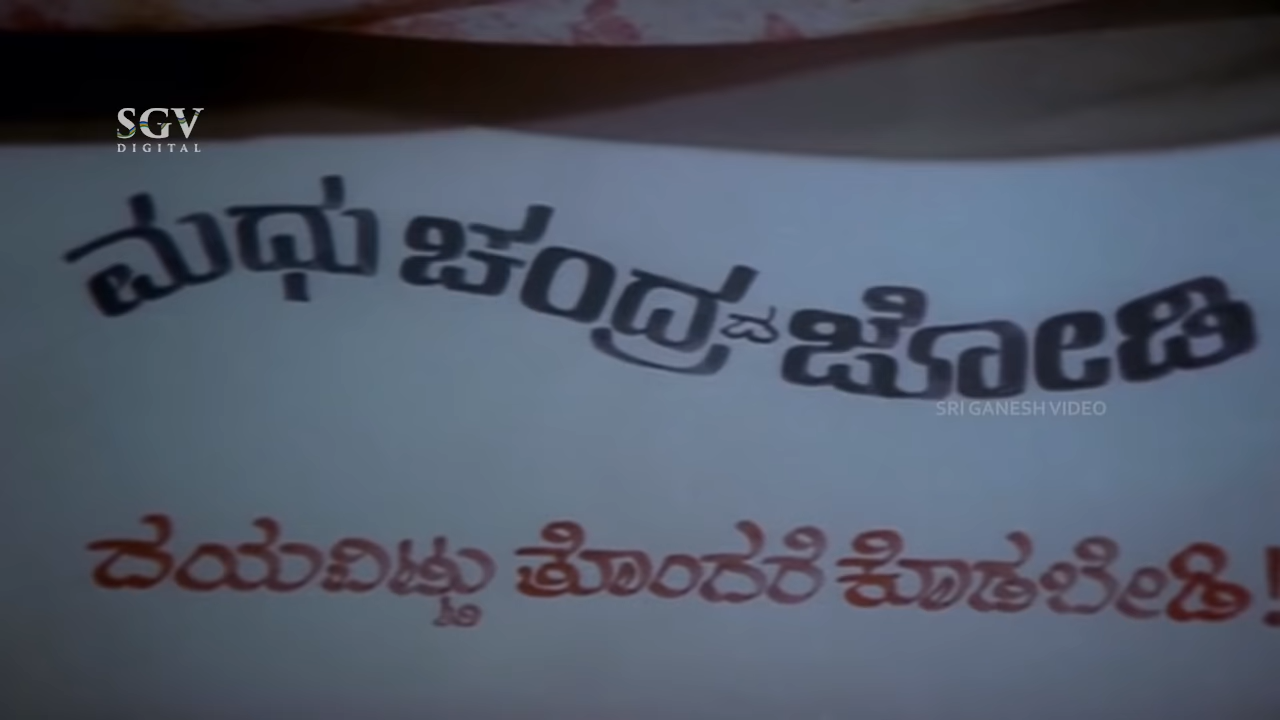 SGV
DIGITAL
ಮಧು ಚಂದ್ರದ ಜೋಡಿ
SRI GANESH VIDEO
ದಯವಿಟ್ಟು ತೊಂದರೆ ಕೊಡಬೇಡಿ!